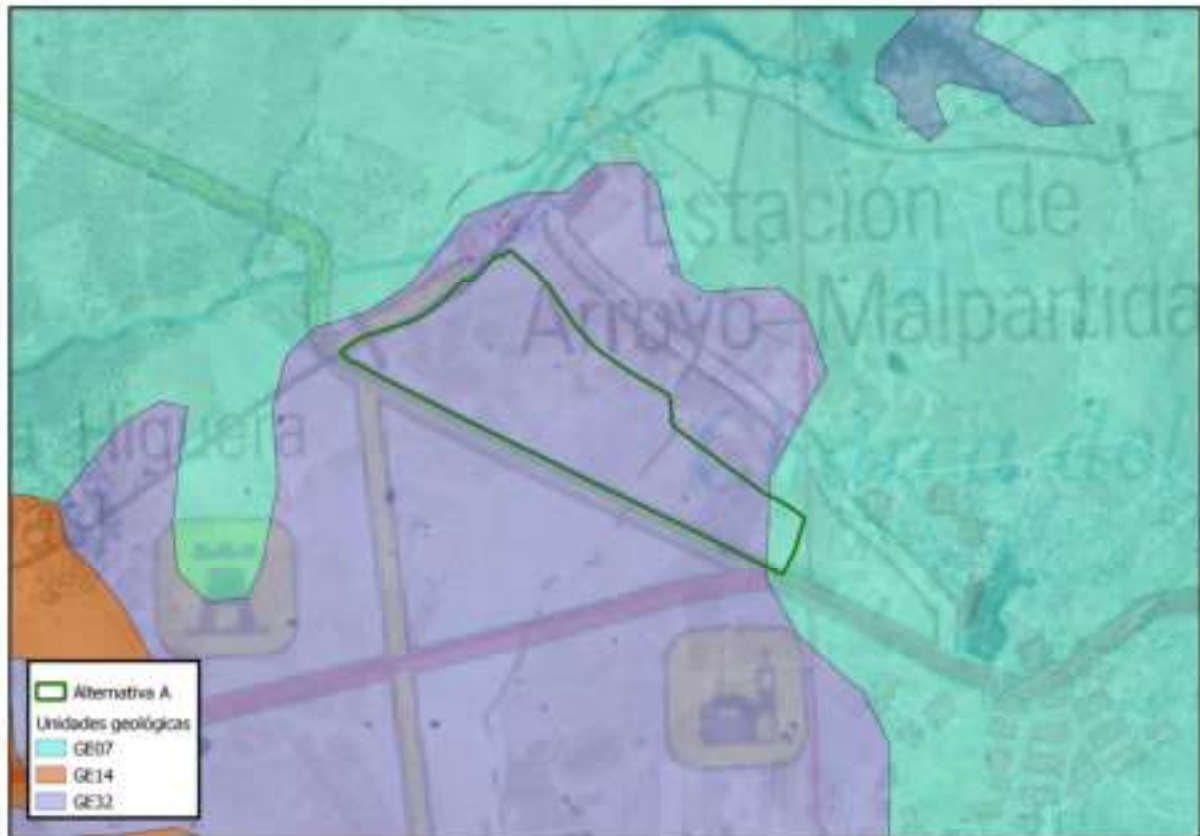 Estación de
Arroyo-Malpartida
Higuera
Alternativa A
Unidades geológicas
GE07
GE14
GE32